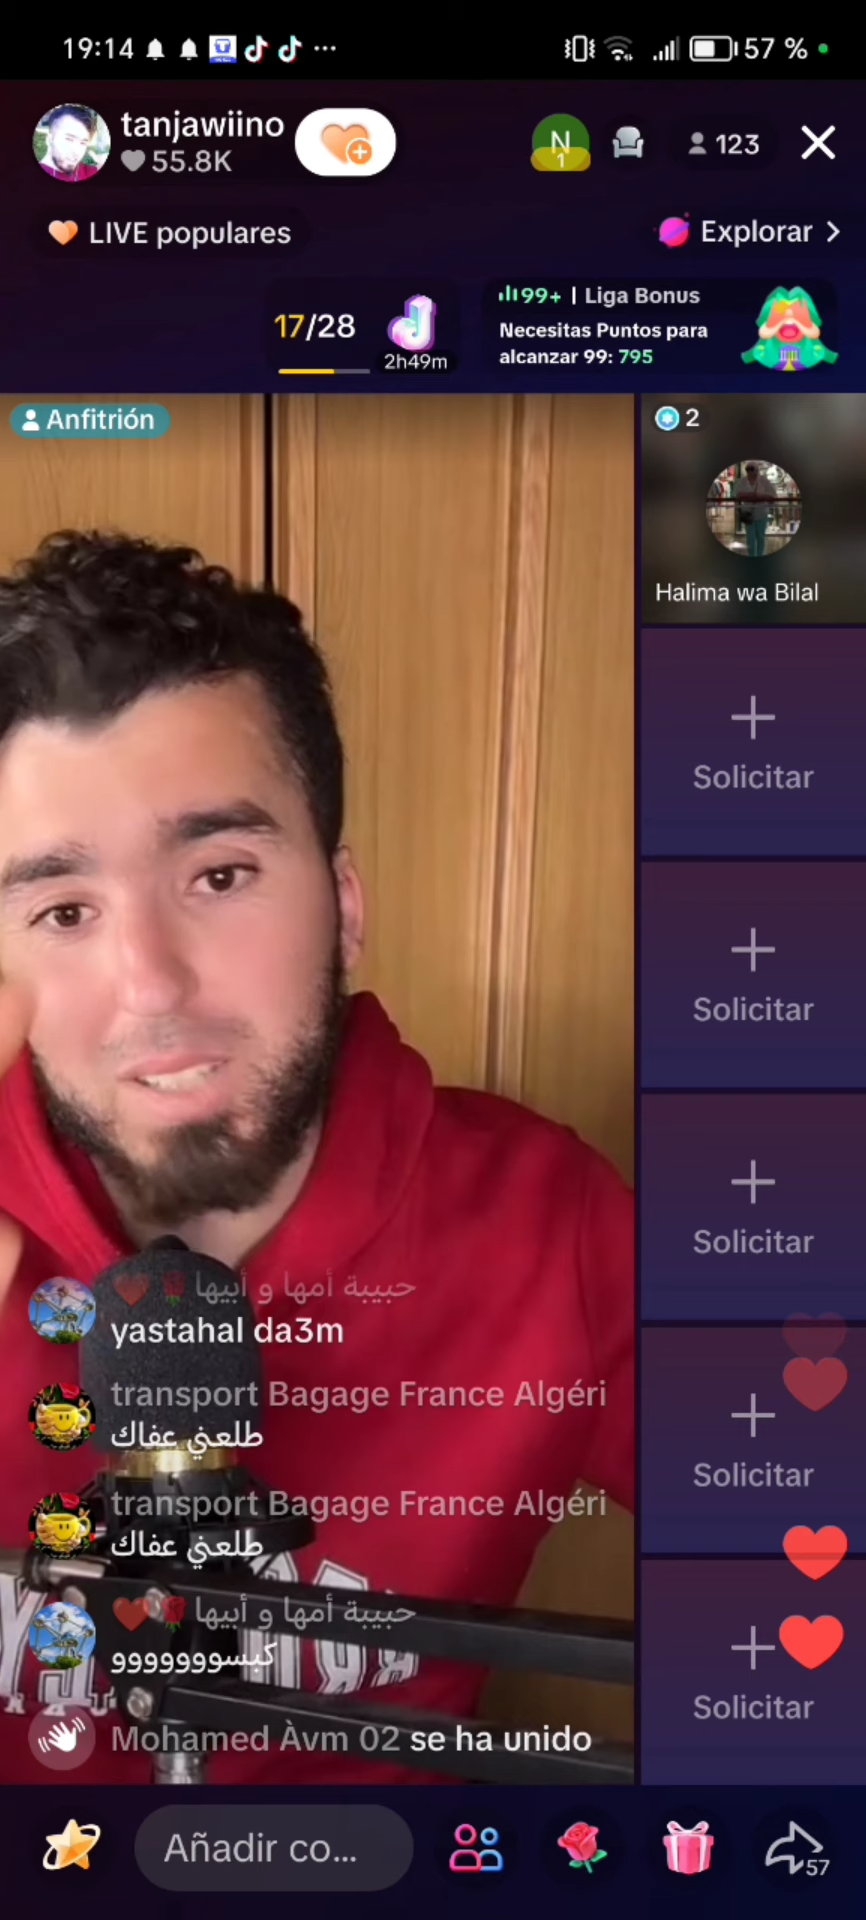 19:14
57 %
tanjawiino
55.8K
N
1
123
LIVE populares
Explorar
17/28
2h49m
99+ | Liga Bonus
Necesitas Puntos para
alcanzar 99: 795
Anfitrión
2
Halima wa Bilal
Solicitar
Solicitar
Solicitar
Solicitar
Solicitar
حبيبة أمها و أبيها 🌹❤️
yastahal da3m
transport Bagage France Algéri
طلعني عفاك
transport Bagage France Algéri
طلعني عفاك
حبيبة أمها و أبيها 🌹❤️
كبسووووووو
Mohamed Àvm 02 se ha unido
Añadir co...
57